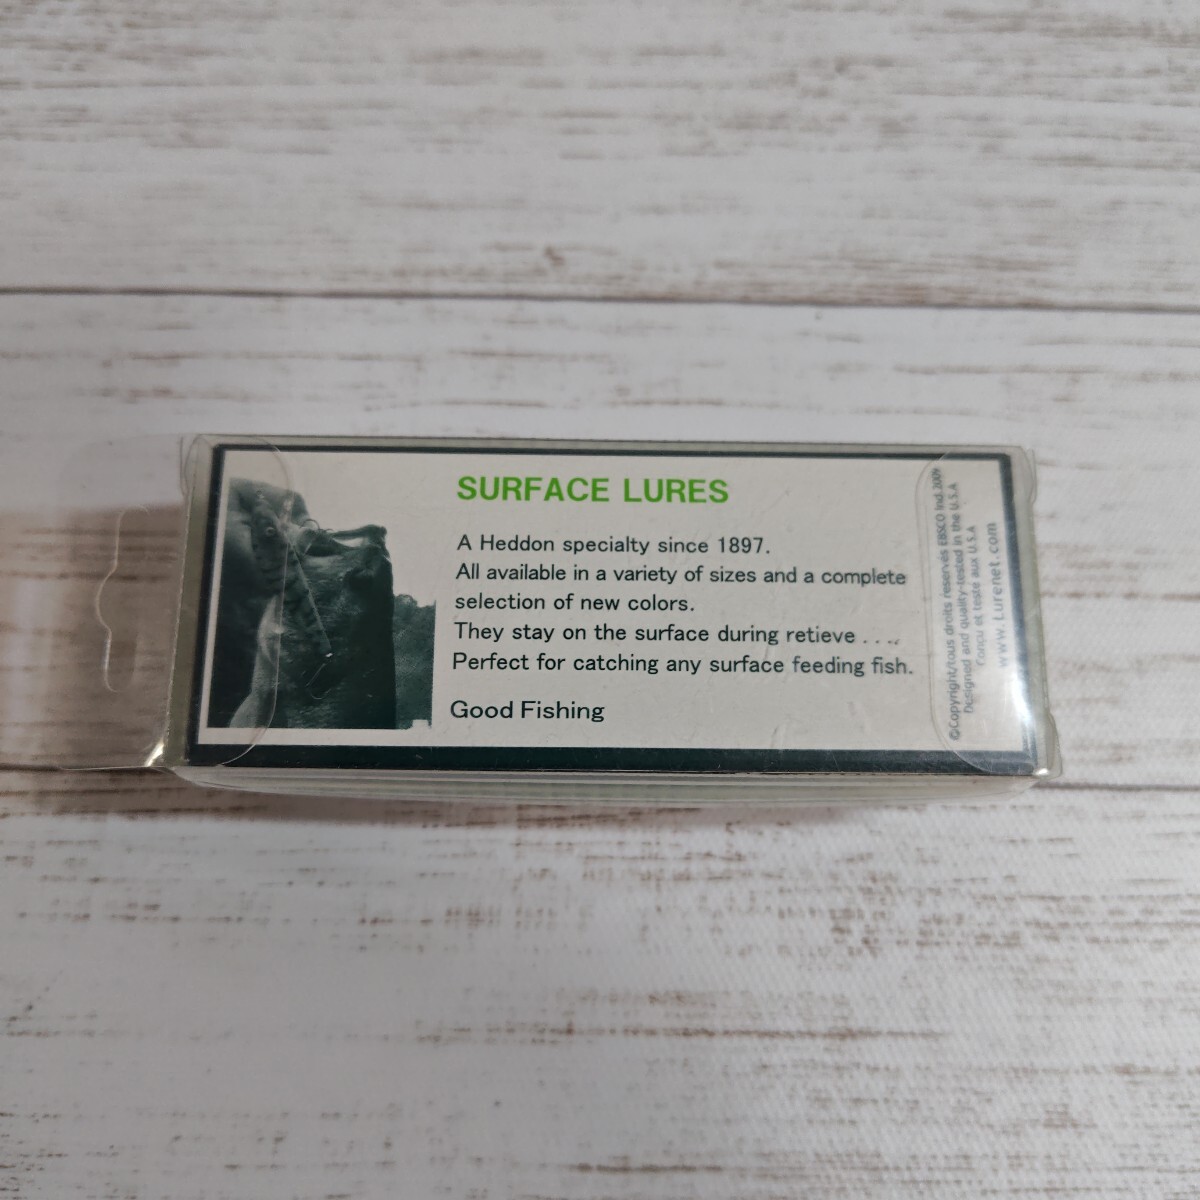 SURFACE LURES
A Heddon specialty since 1897.
All available in a variety of sizes and a complete
selection of new colors.
They stay on the surface during retieve ....
Perfect for catching any surface feeding fish.
Good Fishing
©Copyright/tous droits reservés EBSCO Ind.2009
Designed and quality-tested in the U.S.A
Concu et testé aux U.S.A
www.Lurenet.com